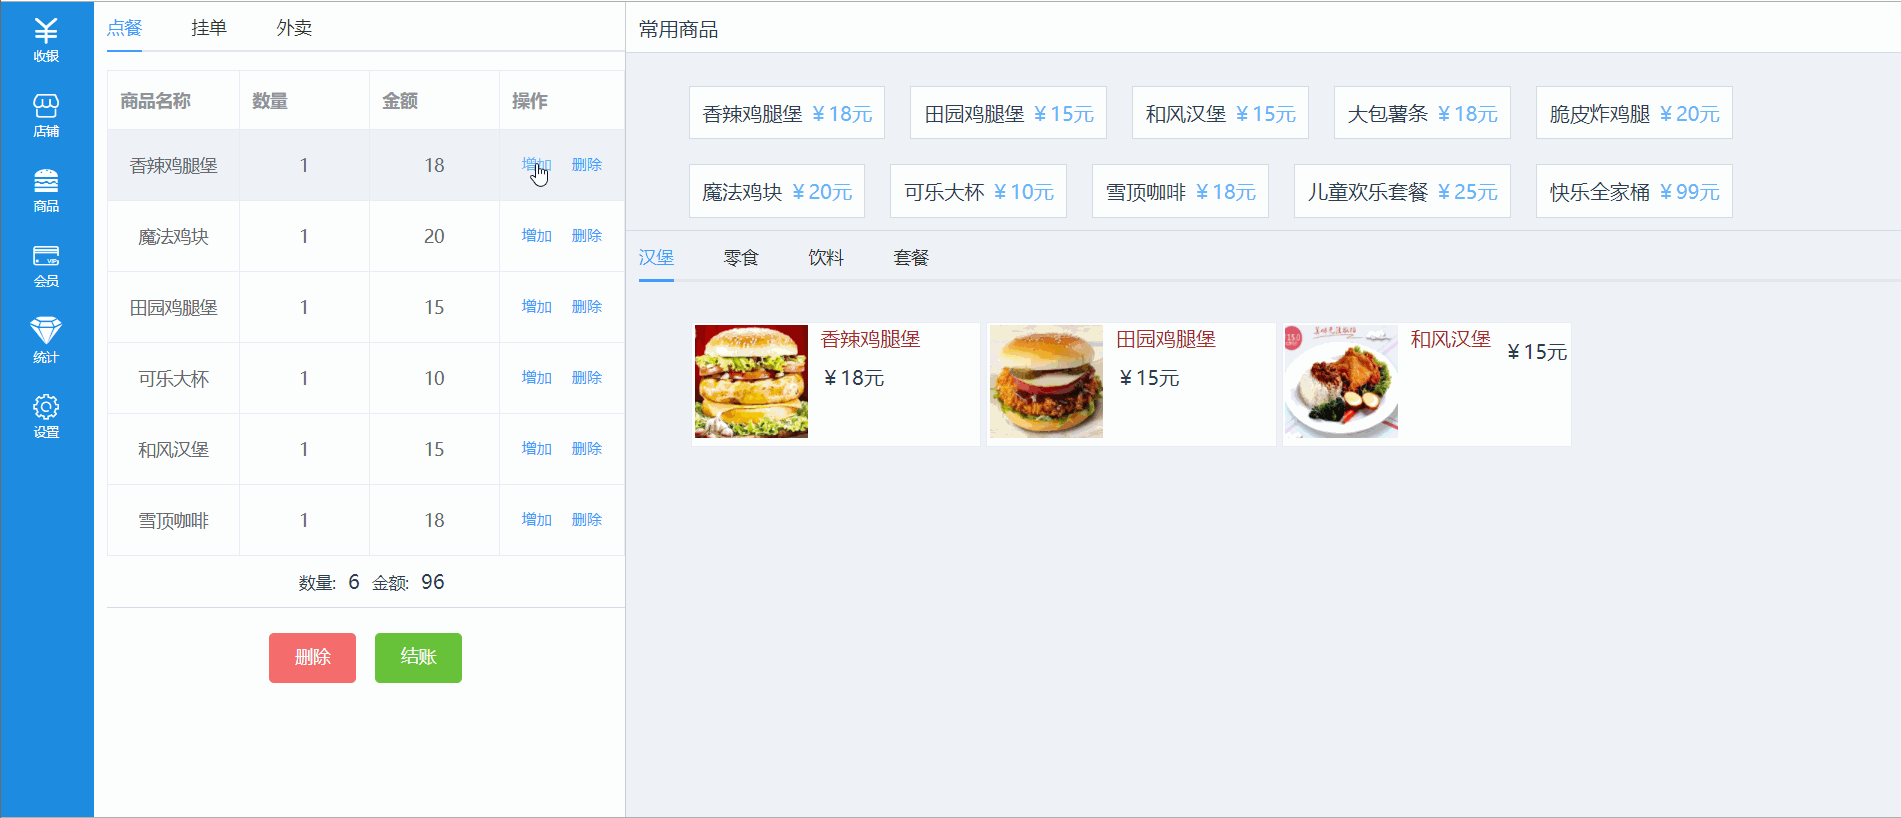 收银
店铺
商品
会员
统计
设置
点餐 挂单 外卖
商品名称 数量 金额 操作
香辣鸡腿堡 1 18 增加 删除
魔法鸡块 1 20 增加 删除
田园鸡腿堡 1 15 增加 删除
可乐大杯 1 10 增加 删除
和风汉堡 1 15 增加 删除
雪顶咖啡 1 18 增加 删除
数量: 6 金额: 96
删除 结账
常用商品
香辣鸡腿堡 ¥18元 田园鸡腿堡 ¥15元 和风汉堡 ¥15元 大包薯条 ¥18元 脆皮炸鸡腿 ¥20元
魔法鸡块 ¥20元 可乐大杯 ¥10元 雪顶咖啡 ¥18元 儿童欢乐套餐 ¥25元 快乐全家桶 ¥99元
汉堡 零食 饮料 套餐
香辣鸡腿堡
¥18元
田园鸡腿堡
¥15元
和风汉堡 ¥15元